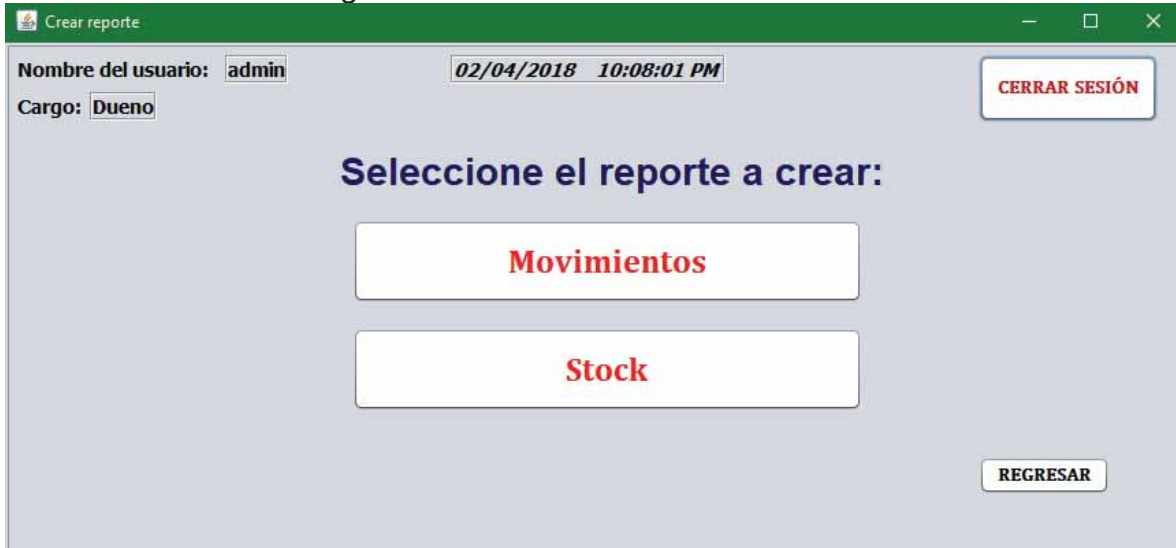 Crear reporte
Nombre del usuario: admin
02/04/2018 10:08:01 PM
CERRAR SESIÓN
Cargo: Dueno
Seleccione el reporte a crear:
Movimientos
Stock
REGRESAR